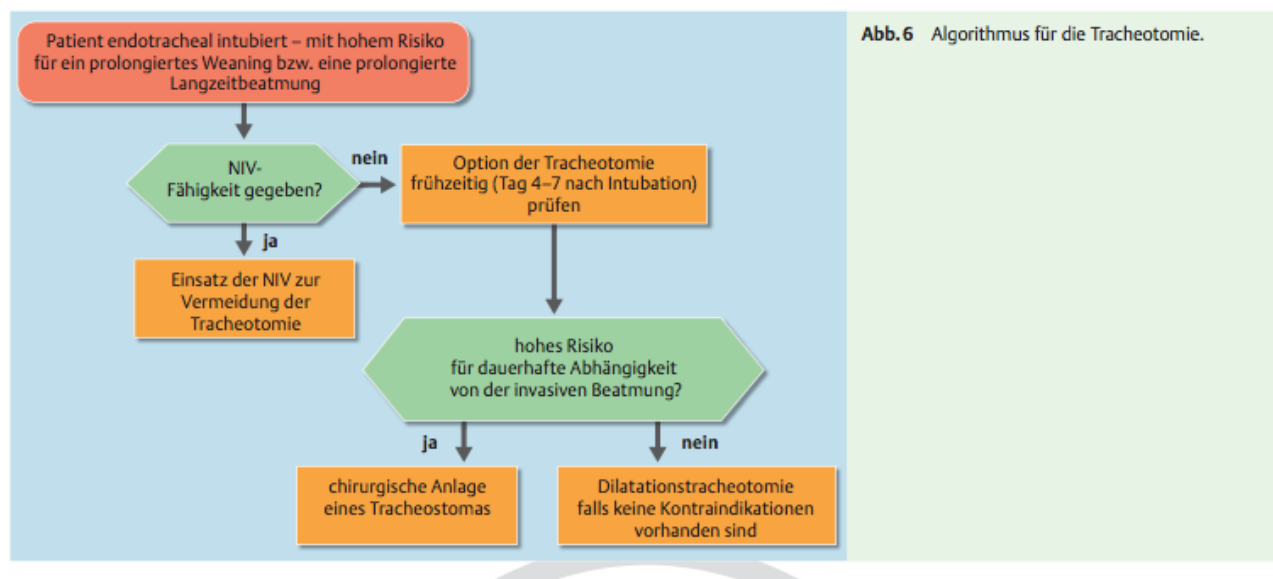 Patient endotracheal intubiert – mit hohem Risiko
für ein prolongiertes Weaning bzw. eine prolongierte
Langzeitbeatmung
NIV-
Fähigkeit gegeben?
nein
Option der Tracheotomie
frühzeitig (Tag 4–7 nach Intubation)
prüfen
ja
Einsatz der NIV zur
Vermeidung der
Tracheotomie
hohes Risiko
für dauerhafte Abhängigkeit
von der invasiven Beatmung?
ja
nein
chirurgische Anlage
eines Tracheostomas
Dilatationstracheotomie
falls keine Kontraindikationen
vorhanden sind
Abb. 6 Algorithmus für die Tracheotomie.